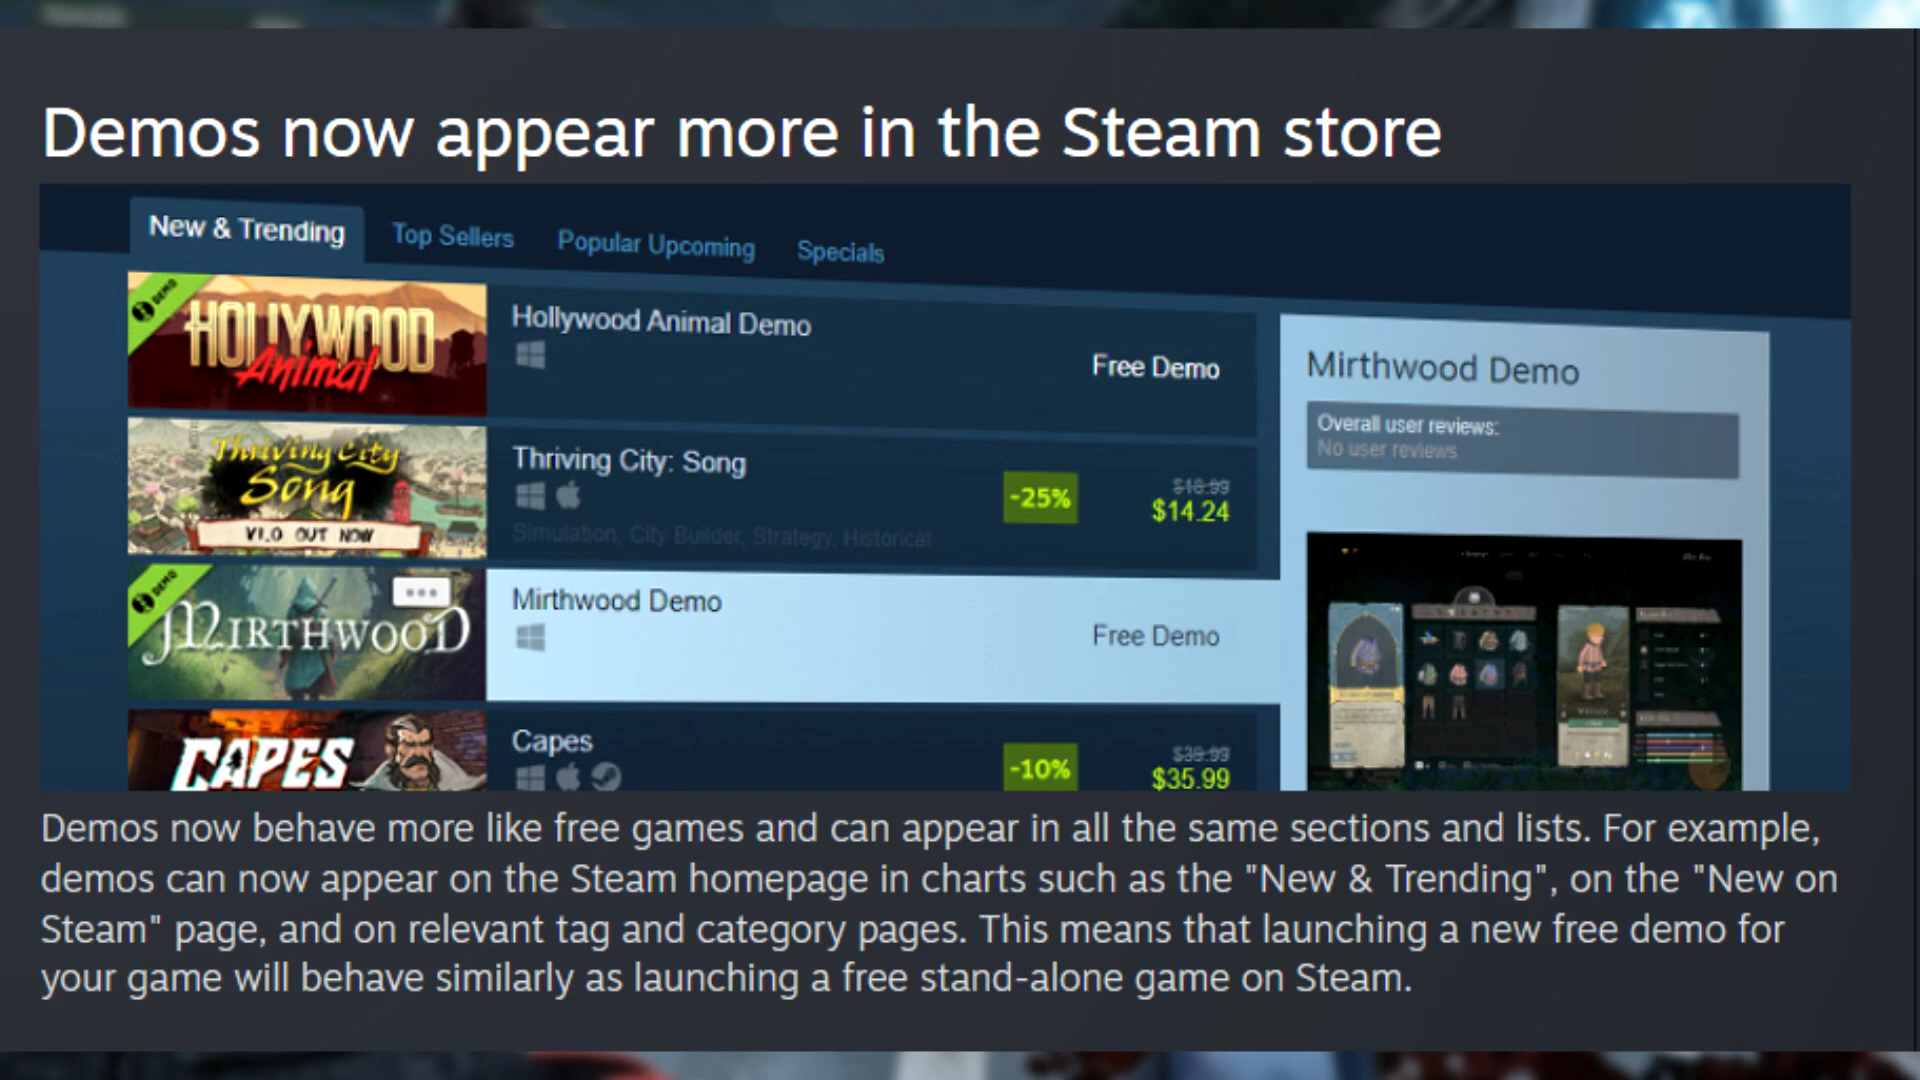 Demos now appear more in the Steam store
New & Trending
Top Sellers
Popular Upcoming
Specials
DEMO
HOLLYWOOD
Animal
Hollywood Animal Demo
Free Demo
Thriving City
Song
V1.0 OUT NOW
Thriving City: Song
-25%
$18.99
$14.24
Simulation, City Builder, Strategy, Historical
DEMO
MIRTHWOOD
Mirthwood Demo
Free Demo
CAPES
Capes
-10%
$39.99
$35.99
Mirthwood Demo
Overall user reviews:
No user reviews
Demos now behave more like free games and can appear in all the same sections and lists. For example,
demos can now appear on the Steam homepage in charts such as the "New & Trending", on the "New on
Steam" page, and on relevant tag and category pages. This means that launching a new free demo for
your game will behave similarly as launching a free stand-alone game on Steam.